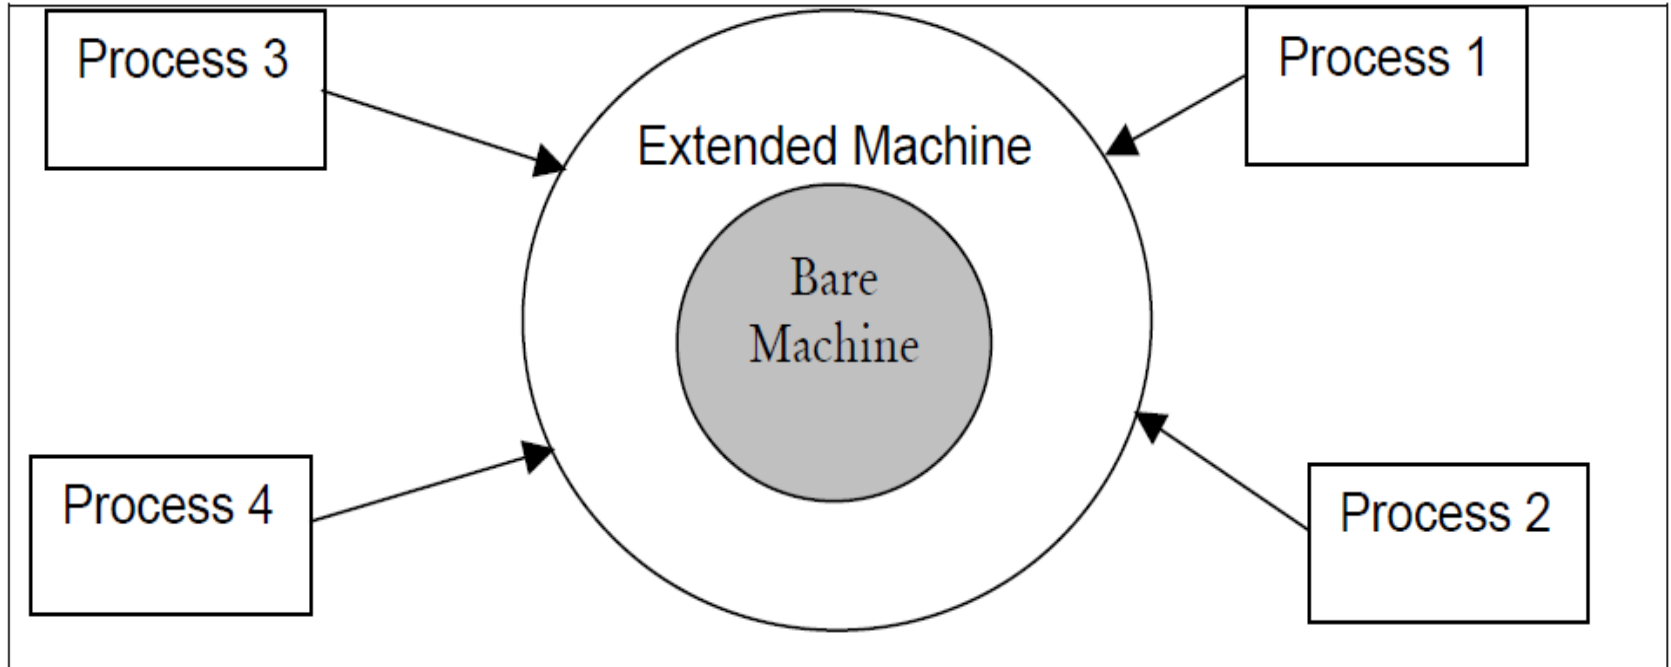 Process 3
Process 1
Extended Machine
Bare
Machine
Process 4
Process 2